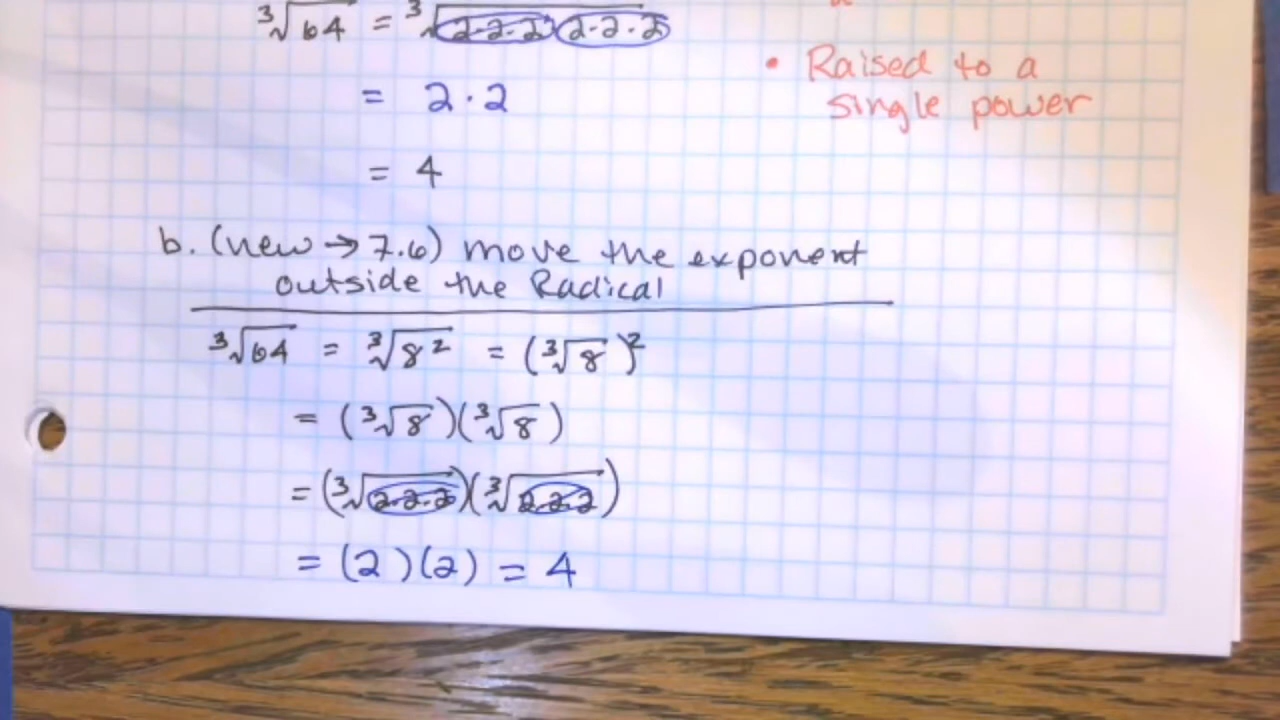 ∛64 = ∛2·2·2 2·2·2
= 2·2
= 4
• Raised to a
single power
b. (new → 7.6) move the exponent
outside the Radical
∛64 = ∛8² = (∛8)²
= (∛8)(∛8)
= (∛2·2·2)(∛2·2·2)
= (2)(2) = 4